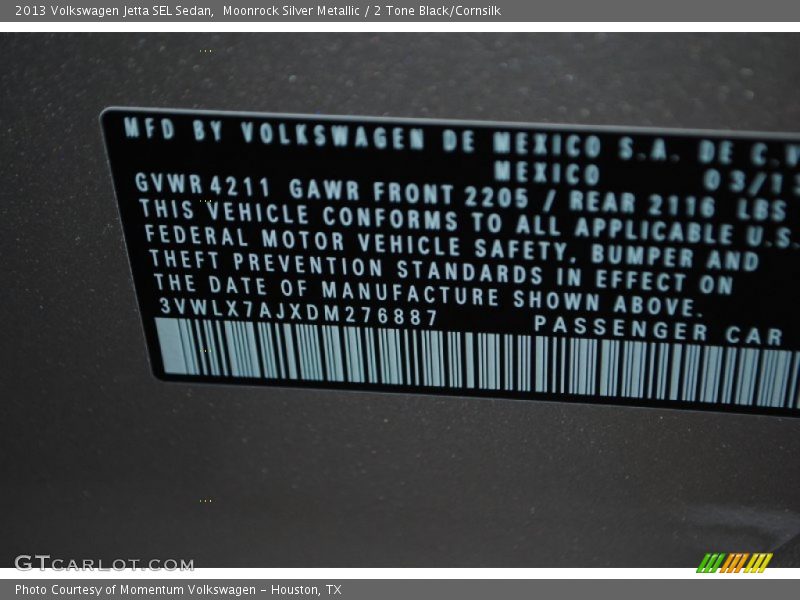 2013 Volkswagen Jetta SEL Sedan,  Moonrock Silver Metallic / 2 Tone Black/Cornsilk
MFD BY VOLKSWAGEN DE MEXICO S.A. DE C.V
MEXICO 03/13
GVWR 4211 GAWR FRONT 2205 / REAR 2116 LBS
THIS VEHICLE CONFORMS TO ALL APPLICABLE U.S.
FEDERAL MOTOR VEHICLE SAFETY, BUMPER AND
THEFT PREVENTION STANDARDS IN EFFECT ON
THE DATE OF MANUFACTURE SHOWN ABOVE.
3VWLX7AJXDM276887 PASSENGER CAR
GTCARLOT.COM
Photo Courtesy of Momentum Volkswagen - Houston, TX